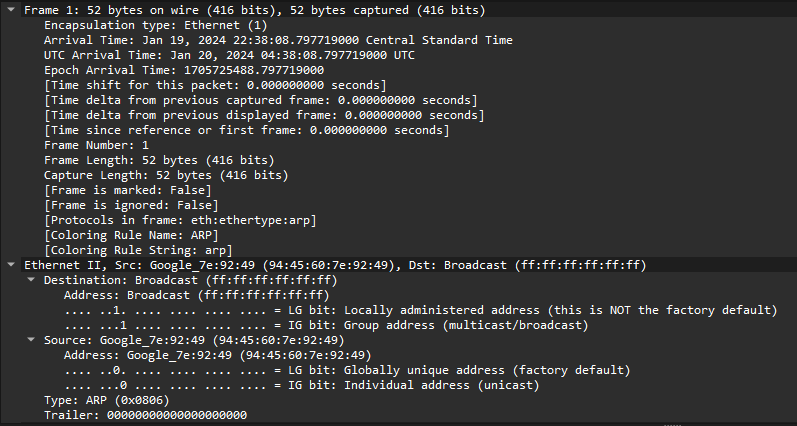 Frame 1: 52 bytes on wire (416 bits), 52 bytes captured (416 bits)
Encapsulation type: Ethernet (1)
Arrival Time: Jan 19, 2024 22:38:08.797719000 Central Standard Time
UTC Arrival Time: Jan 20, 2024 04:38:08.797719000 UTC
Epoch Arrival Time: 1705725488.797719000
[Time shift for this packet: 0.000000000 seconds]
[Time delta from previous captured frame: 0.000000000 seconds]
[Time delta from previous displayed frame: 0.000000000 seconds]
[Time since reference or first frame: 0.000000000 seconds]
Frame Number: 1
Frame Length: 52 bytes (416 bits)
Capture Length: 52 bytes (416 bits)
[Frame is marked: False]
[Frame is ignored: False]
[Protocols in frame: eth:ethertype:arp]
[Coloring Rule Name: ARP]
[Coloring Rule String: arp]
Ethernet II, Src: Google_7e:92:49 (94:45:60:7e:92:49), Dst: Broadcast (ff:ff:ff:ff:ff:ff)
Destination: Broadcast (ff:ff:ff:ff:ff:ff)
Address: Broadcast (ff:ff:ff:ff:ff:ff)
.... ..1. .... .... .... .... = LG bit: Locally administered address (this is NOT the factory default)
.... ...1 .... .... .... .... = IG bit: Group address (multicast/broadcast)
Source: Google_7e:92:49 (94:45:60:7e:92:49)
Address: Google_7e:92:49 (94:45:60:7e:92:49)
.... ..0. .... .... .... .... = LG bit: Globally unique address (factory default)
.... ...0 .... .... .... .... = IG bit: Individual address (unicast)
Type: ARP (0x0806)
Trailer: 00000000000000000000